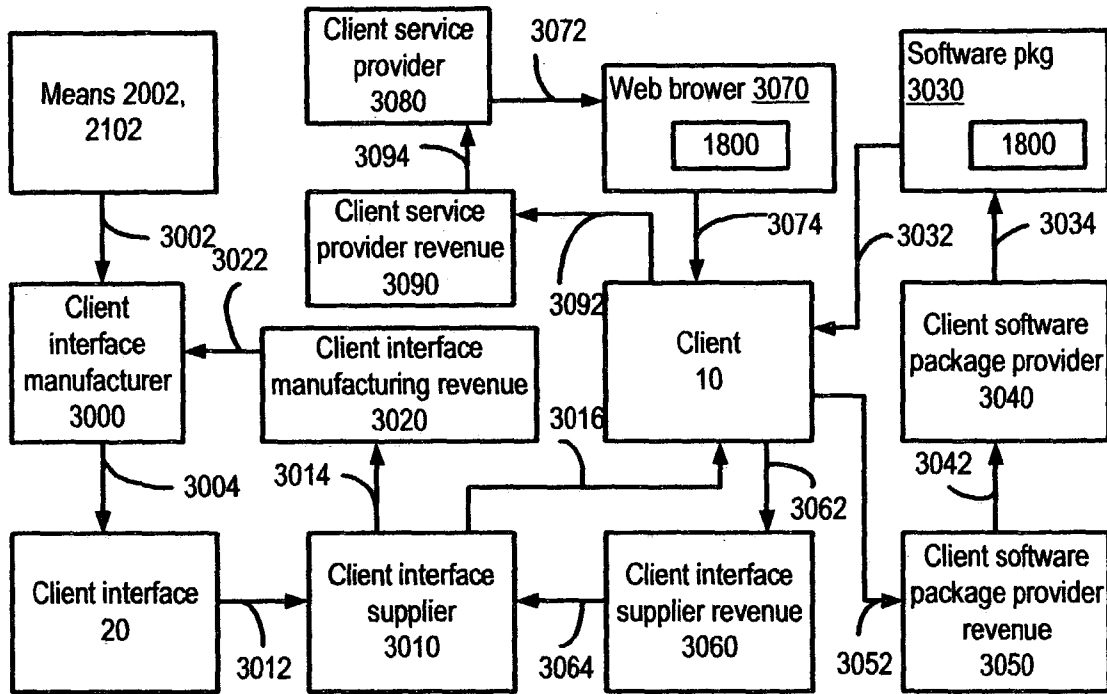 Means 2002,
2102
Client service
provider
3080
3072
Web brower 3070
1800
Software pkg
3030
1800
3094
Client service
provider revenue
3090
3002
3022
3092
3074
3032
3034
Client
interface
manufacturer
3000
Client interface
manufacturing revenue
3020
Client
10
Client software
package provider
3040
3004
3014
3016
3062
3042
Client interface
20
3012
Client interface
supplier
3010
3064
Client interface
supplier revenue
3060
3052
Client software
package provider
revenue
3050